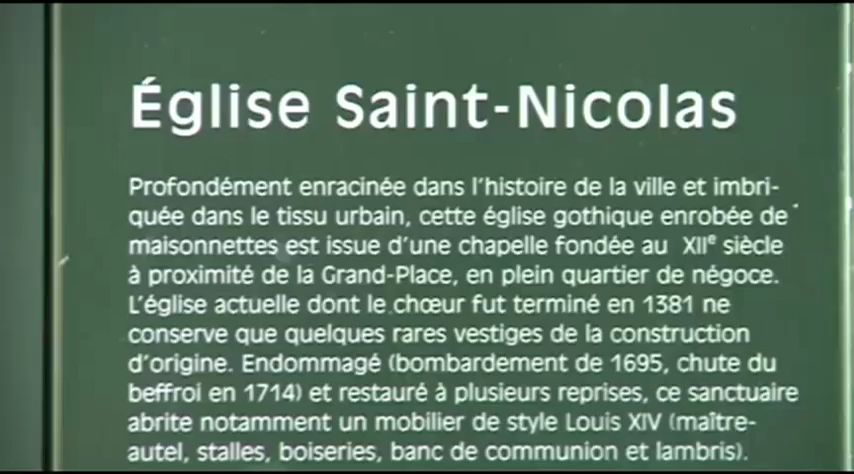 Église Saint-Nicolas
Profondément enracinée dans l'histoire de la ville et imbri-
quée dans le tissu urbain, cette église gothique enrobée de
maisonnettes est issue d'une chapelle fondée au XIIe siècle
à proximité de la Grand-Place, en plein quartier de négoce.
L'église actuelle dont le chœur fut terminé en 1381 ne
conserve que quelques rares vestiges de la construction
d'origine. Endommagé (bombardement de 1695, chute du
beffroi en 1714) et restauré à plusieurs reprises, ce sanctuaire
abrite notamment un mobilier de style Louis XIV (maître-
autel, stalles, boiseries, banc de communion et lambris).